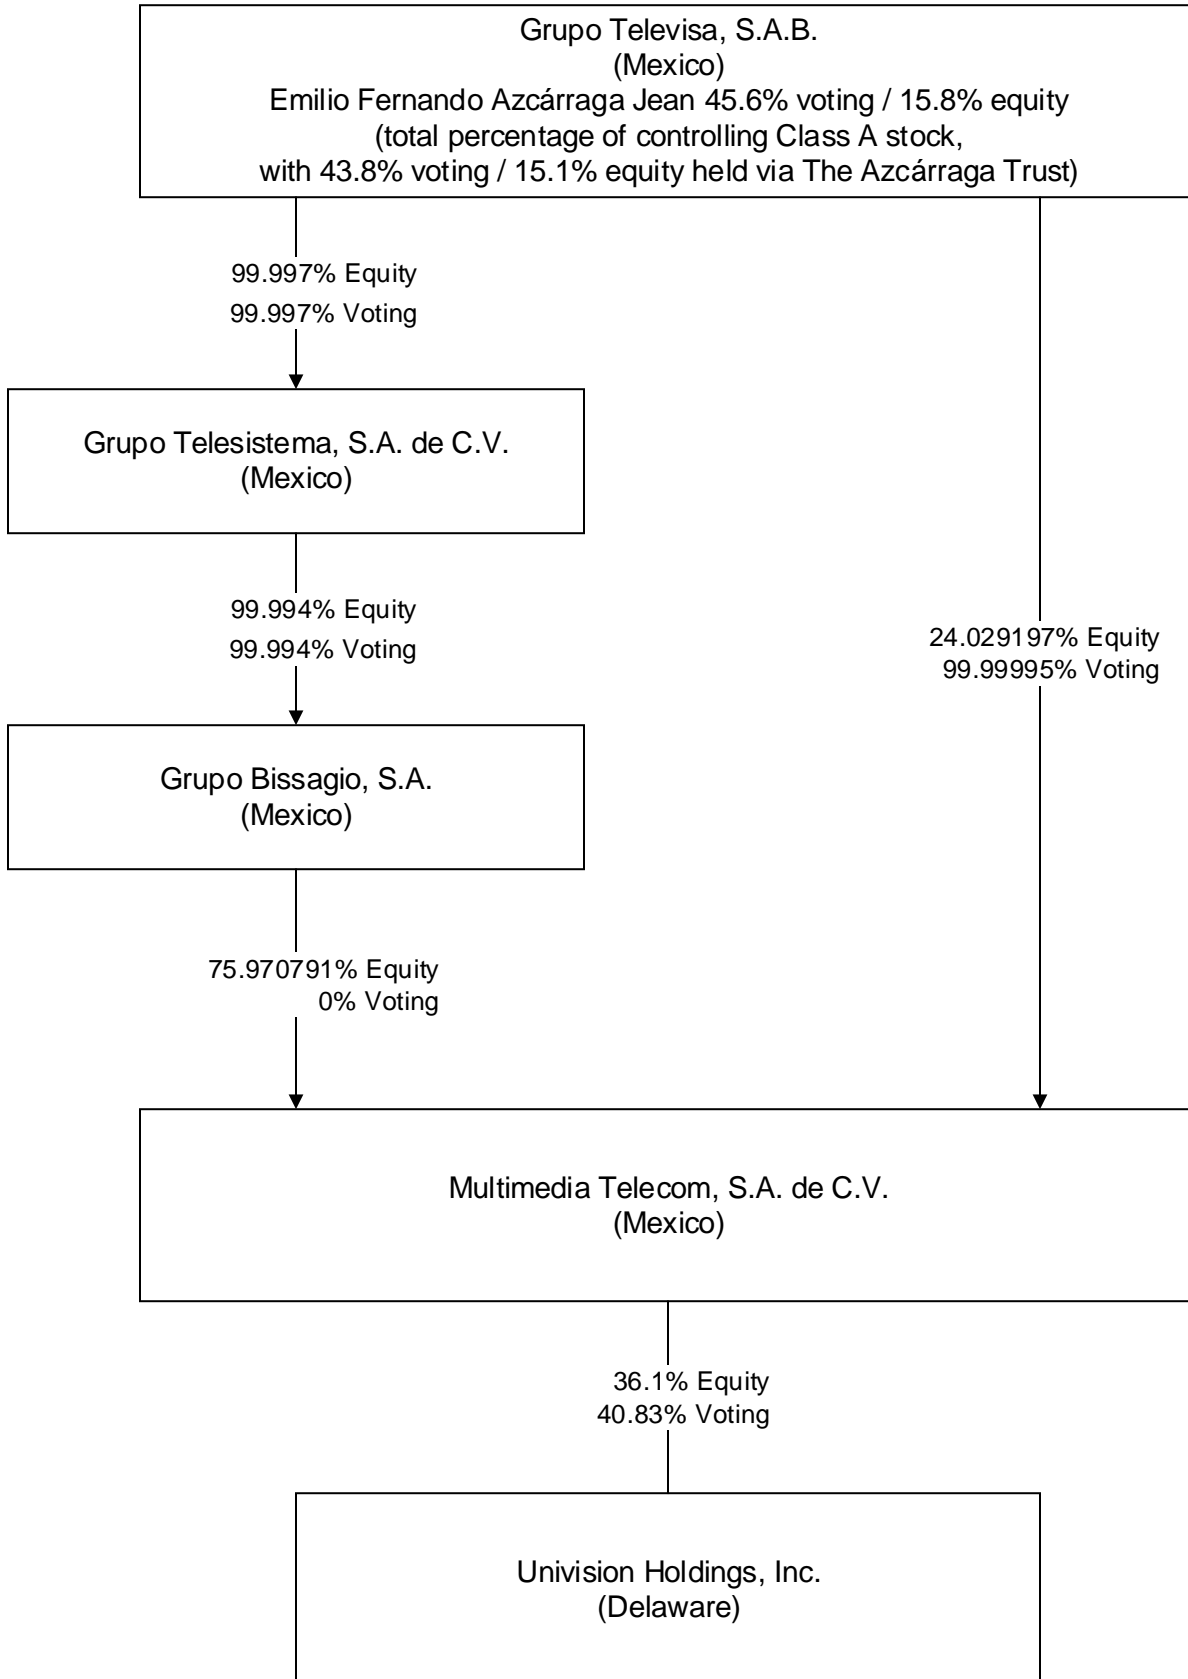 Grupo Televisa, S.A.B.
(Mexico)
Emilio Fernando Azcárraga Jean 45.6% voting / 15.8% equity
(total percentage of controlling Class A stock,
with 43.8% voting / 15.1% equity held via The Azcárraga Trust)
99.997% Equity
99.997% Voting
Grupo Telesistema, S.A. de C.V.
(Mexico)
99.994% Equity
99.994% Voting
24.029197% Equity
99.99995% Voting
Grupo Bissagio, S.A.
(Mexico)
75.970791% Equity
0% Voting
Multimedia Telecom, S.A. de C.V.
(Mexico)
36.1% Equity
40.83% Voting
Univision Holdings, Inc.
(Delaware)